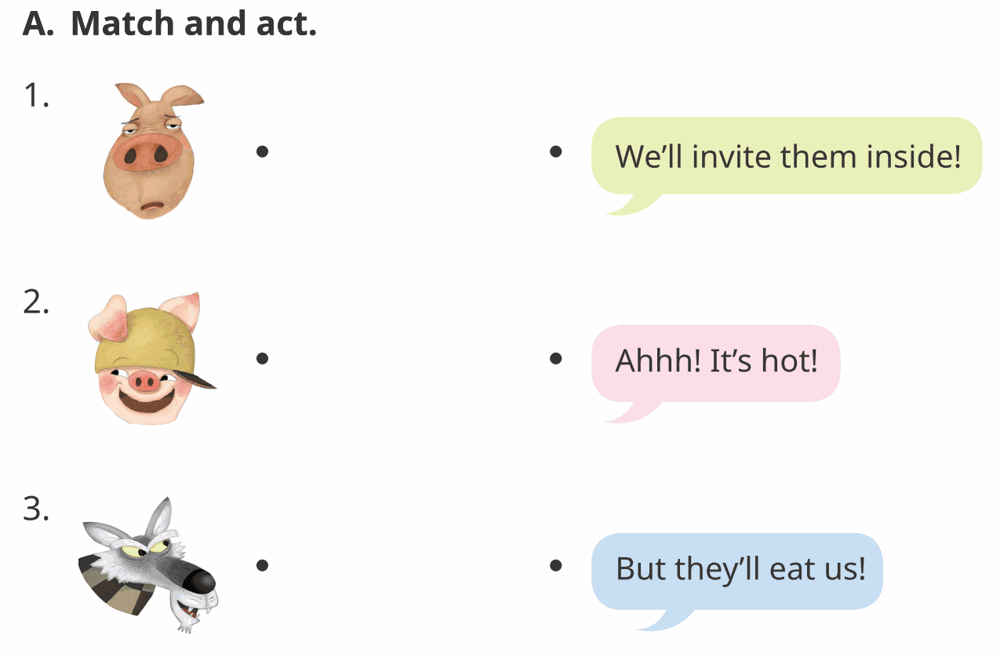 A. Match and act.
1.
We’ll invite them inside!
2.
Ahhh! It’s hot!
3.
But they’ll eat us!